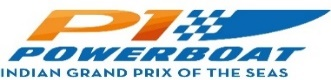 P1
POWERBOAT
INDIAN GRAND PRIX OF THE SEAS